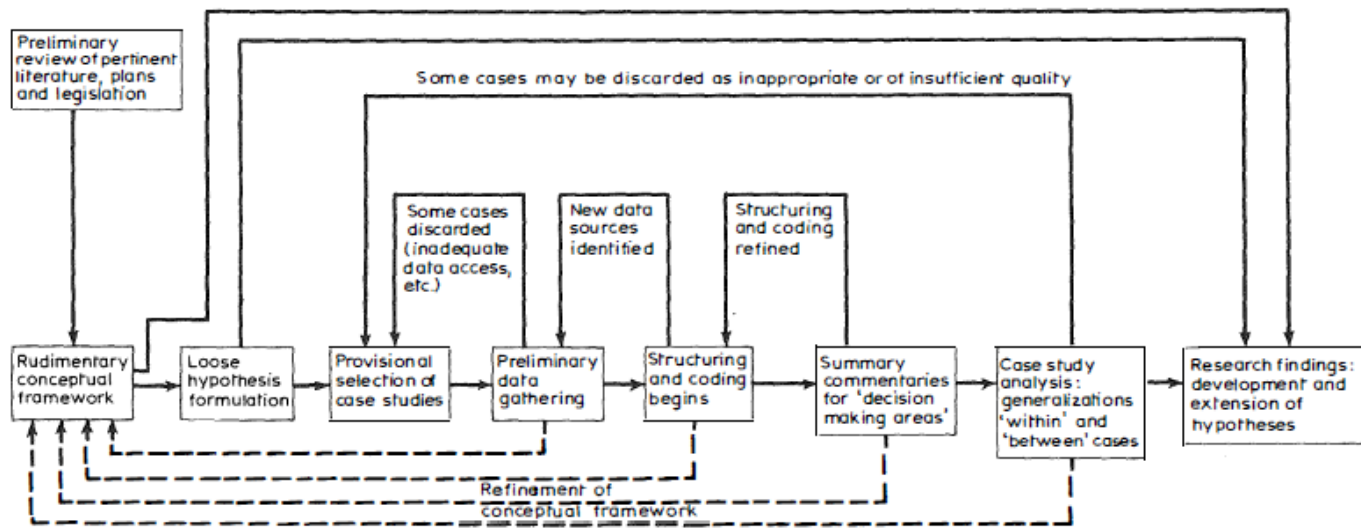 Preliminary
review of pertinent
literature, plans
and legislation
Some cases may be discarded as inappropriate or of insufficient quality
Some cases
discarded
(inadequate
data access,
etc.)
New data
sources
identified
Structuring
and coding
refined
Rudimentary
conceptual
framework
Loose
hypothesis
formulation
Provisional
selection of
case studies
Preliminary
data
gathering
Structuring
and coding
begins
Summary
commentaries
for 'decision
making areas'
Case study
analysis:
generalizations
'within' and
'between' cases
Research findings:
development and
extension of
hypotheses
Refinement of
conceptual framework